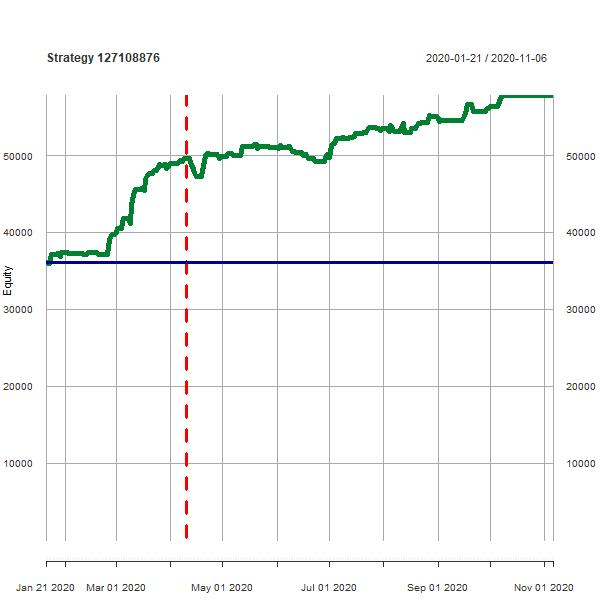 Strategy 127108876
2020-01-21 / 2020-11-06
50000
50000
40000
40000
Equity
30000
30000
20000
20000
10000
10000
Jan 21 2020
Mar 01 2020
May 01 2020
Jul 01 2020
Sep 01 2020
Nov 01 2020